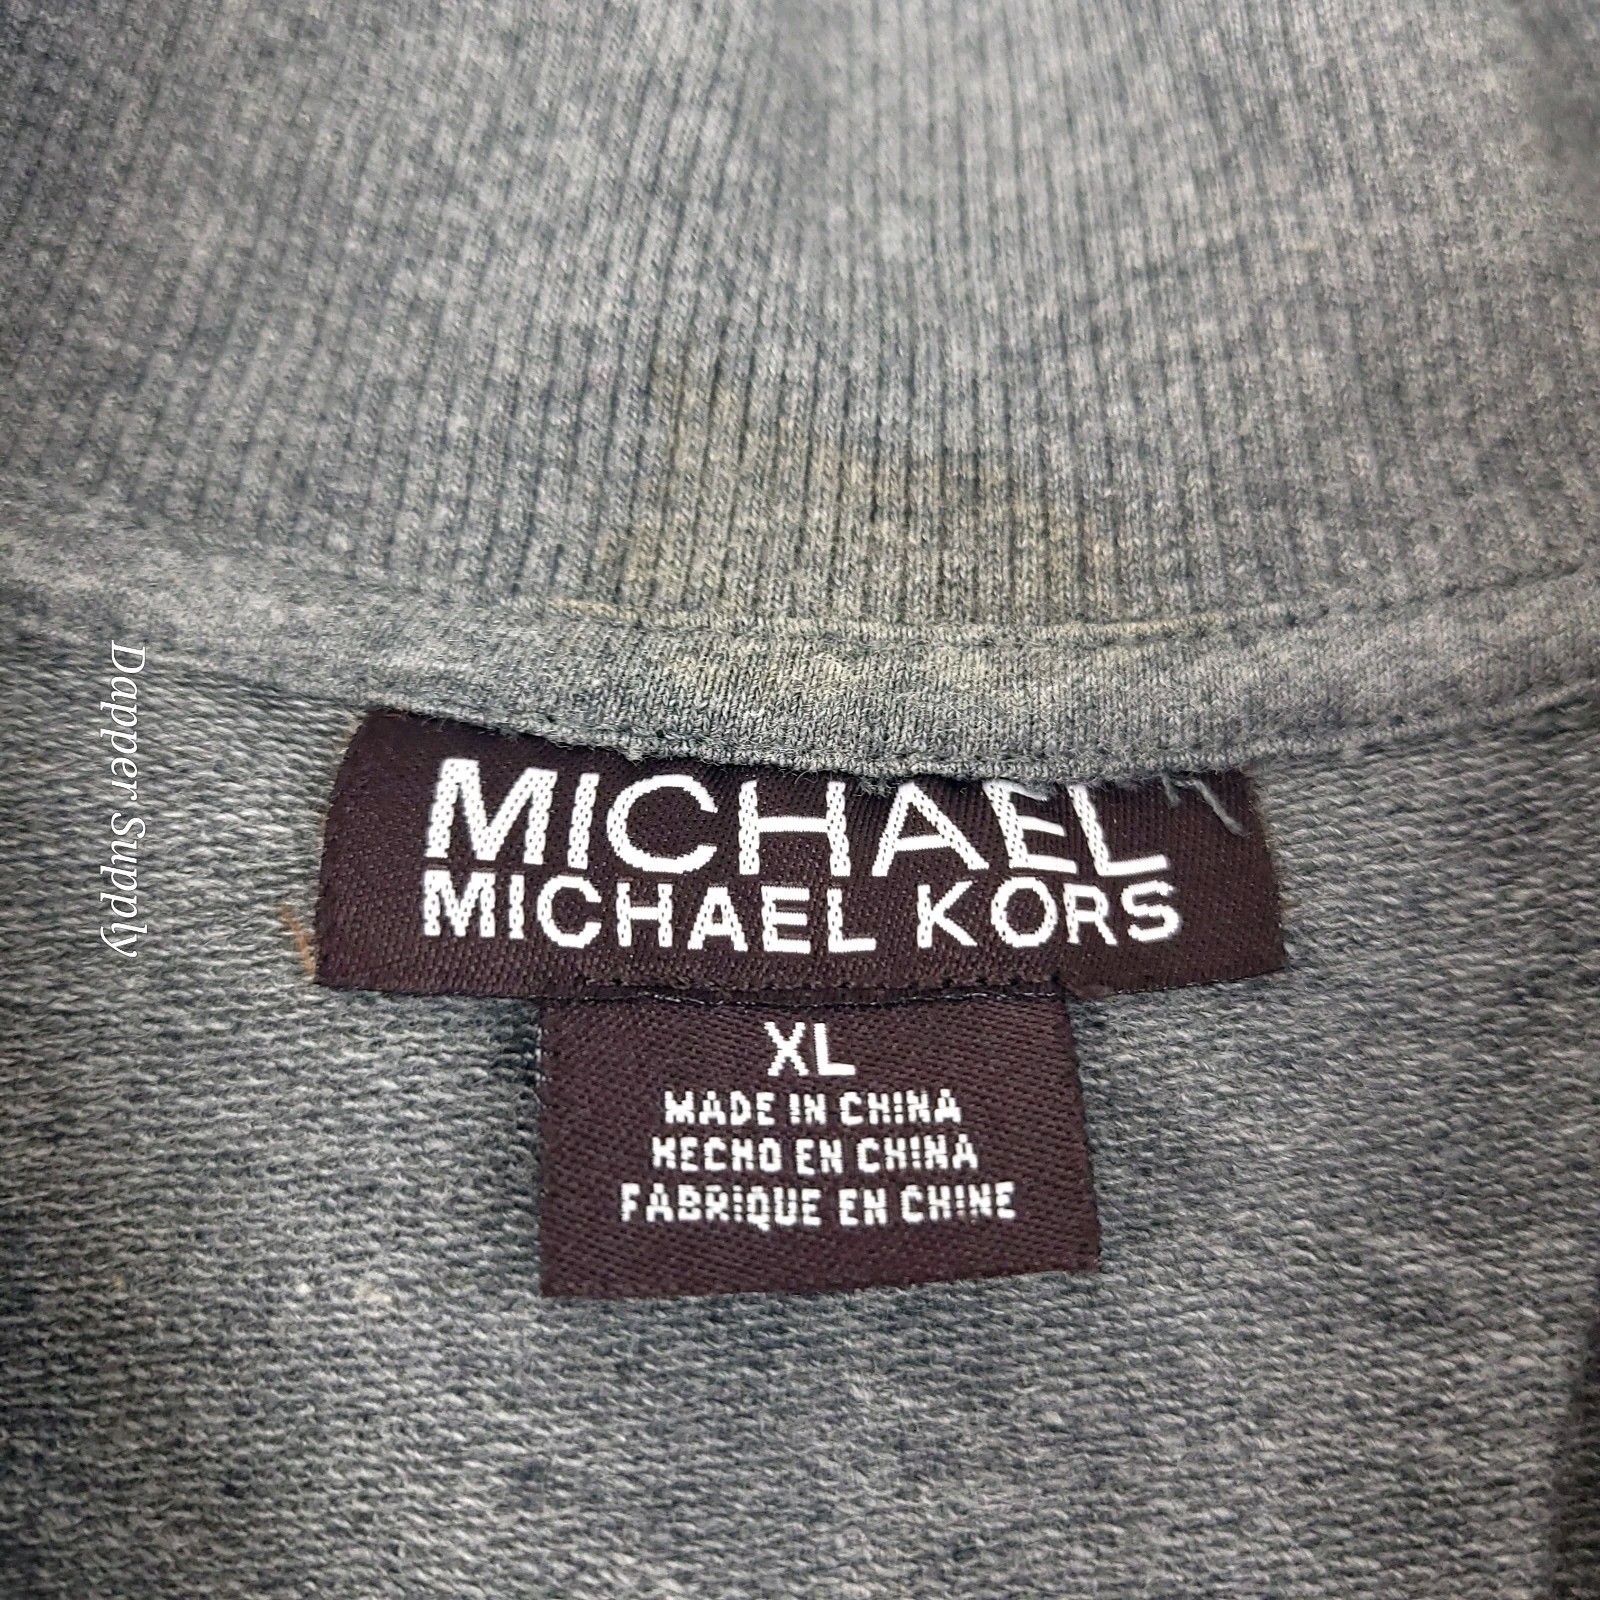 MICHAEL
MICHAEL KORS
XL
MADE IN CHINA
HECHO EN CHINA
FABRIQUE EN CHINE
Dapper Supply